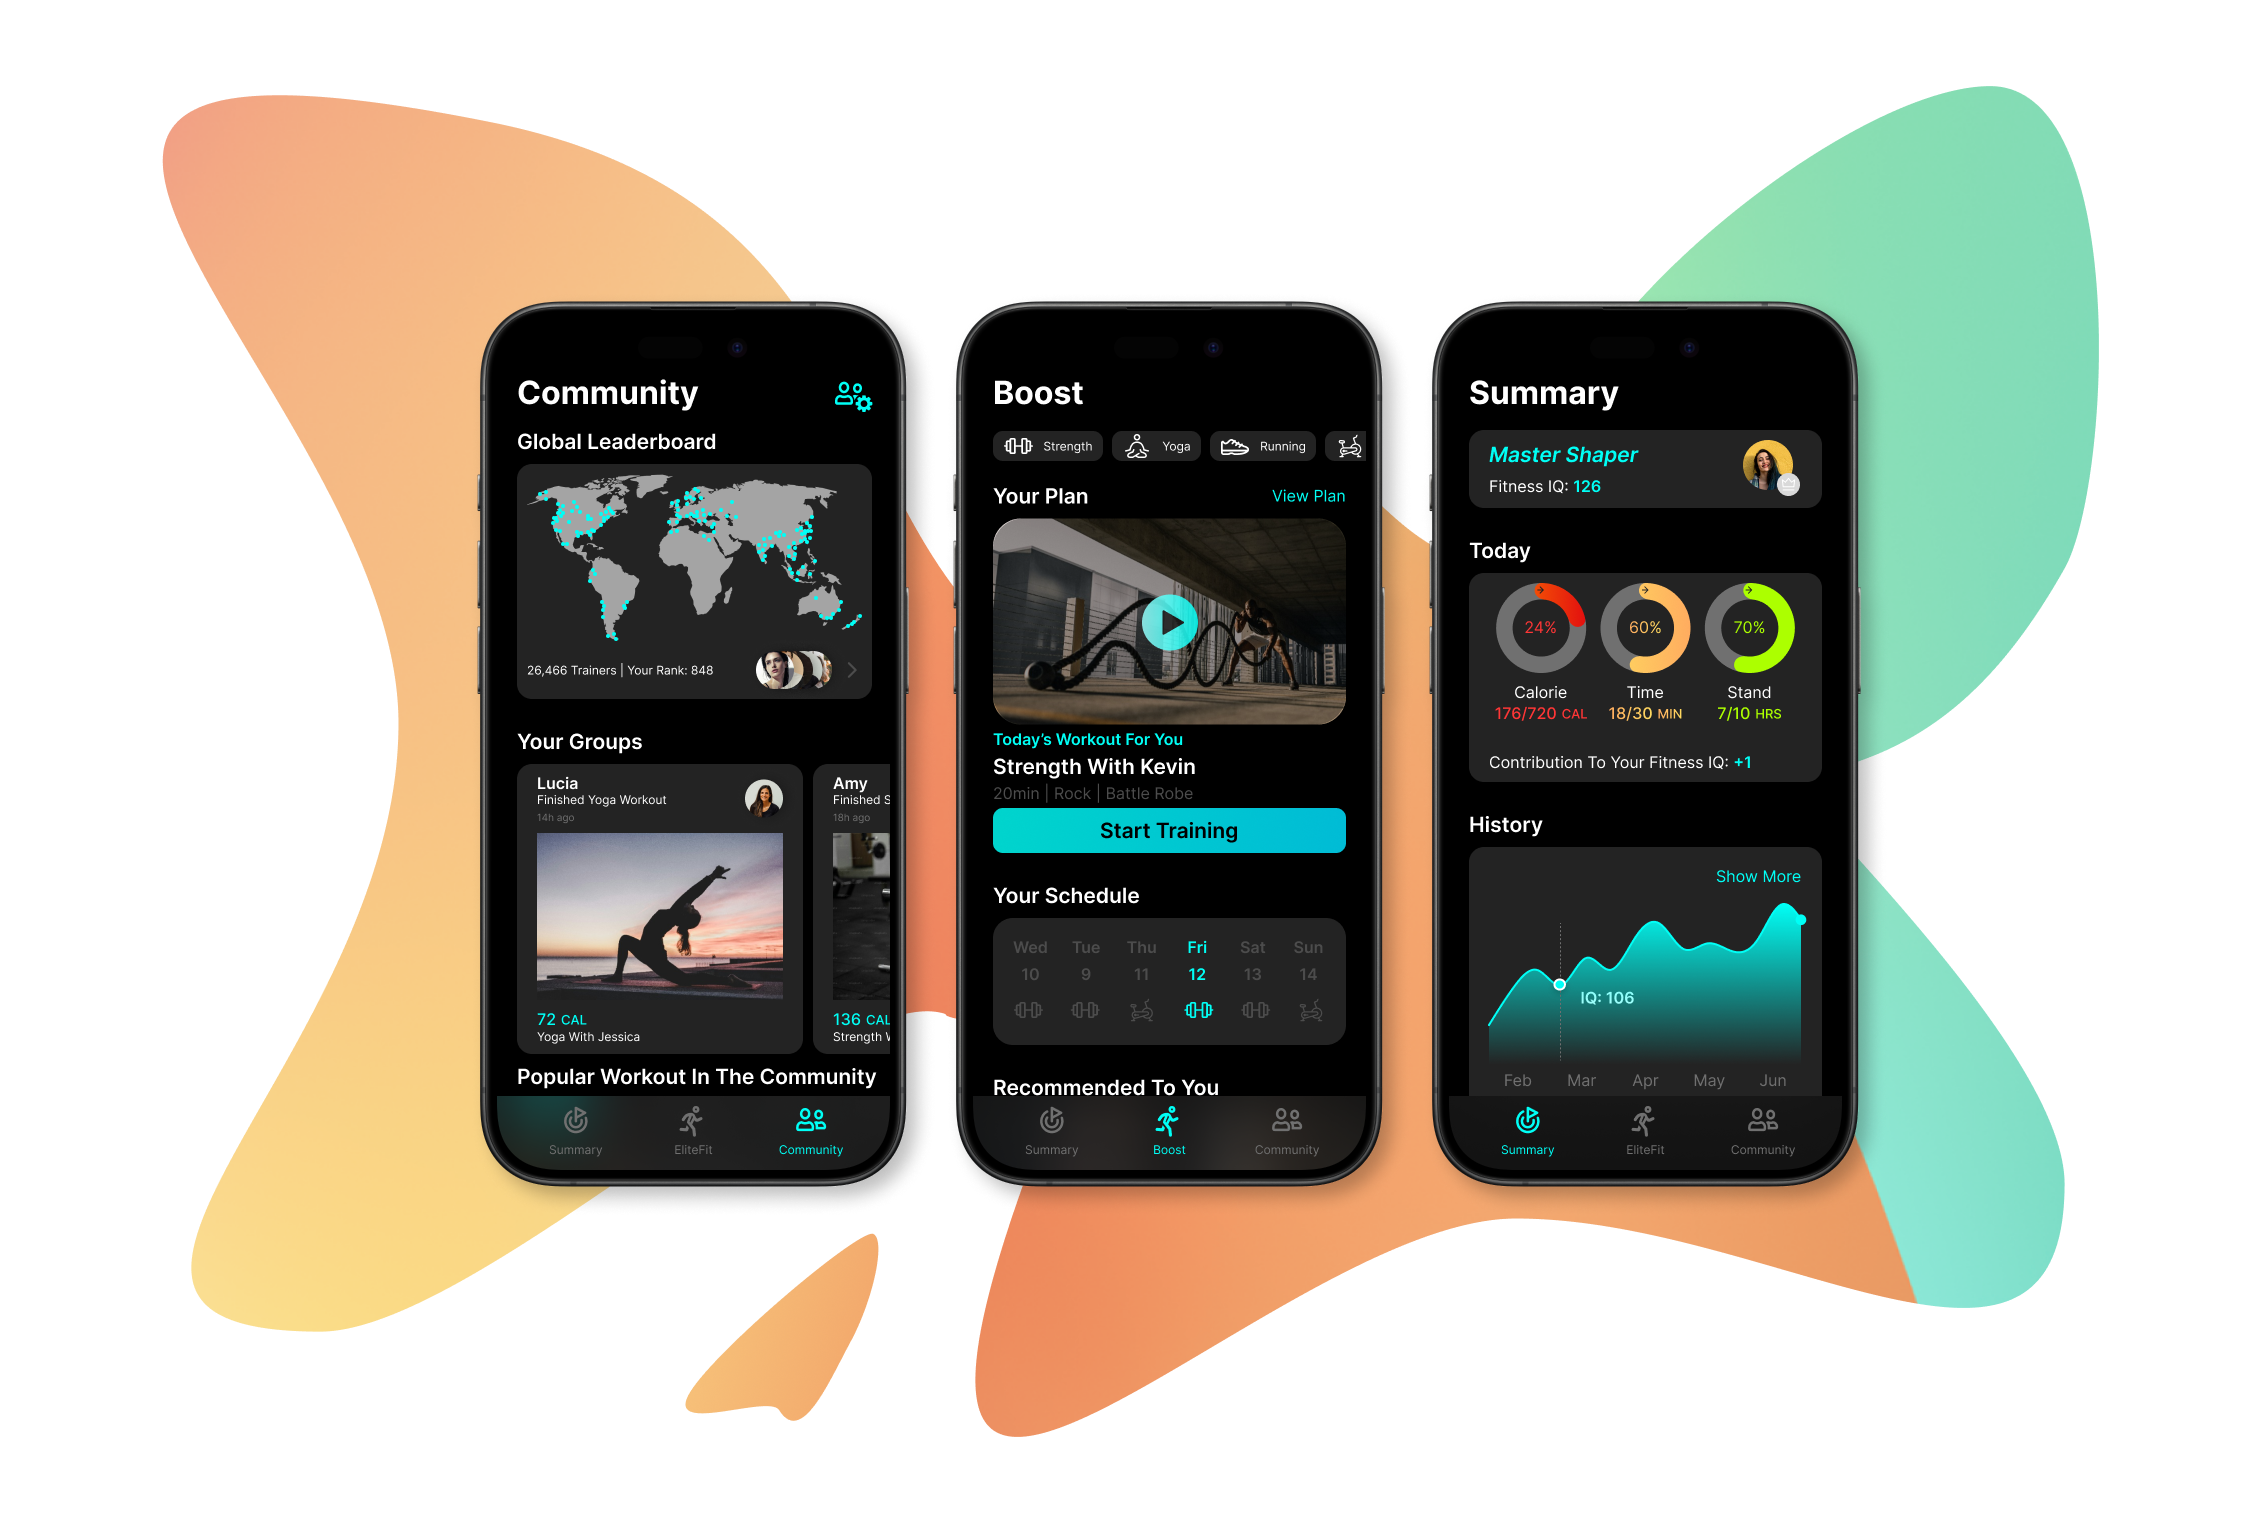 Community
Global Leaderboard
26,466 Trainers | Your Rank: 848
Your Groups
Lucia
Finished Yoga Workout
14h ago
72 CAL
Yoga With Jessica
Amy
Finished S
18h ago
136 CAL
Strength
Popular Workout In The Community
Summary EliteFit Community
Boost
Strength Yoga Running
Your Plan View Plan
Today's Workout For You
Strength With Kevin
20min | Rock | Battle Robe
Start Training
Your Schedule
Wed Tue Thu Fri Sat Sun
10 9 11 12 13 14
Recommended To You
Summary Boost Community
Summary
Master Shaper
Fitness IQ: 126
Today
24% 60% 70%
Calorie Time Stand
176/720 CAL 18/30 MIN 7/10 HRS
Contribution To Your Fitness IQ: +1
History
Show More
IQ: 106
Feb Mar Apr May Jun
Summary EliteFit Community